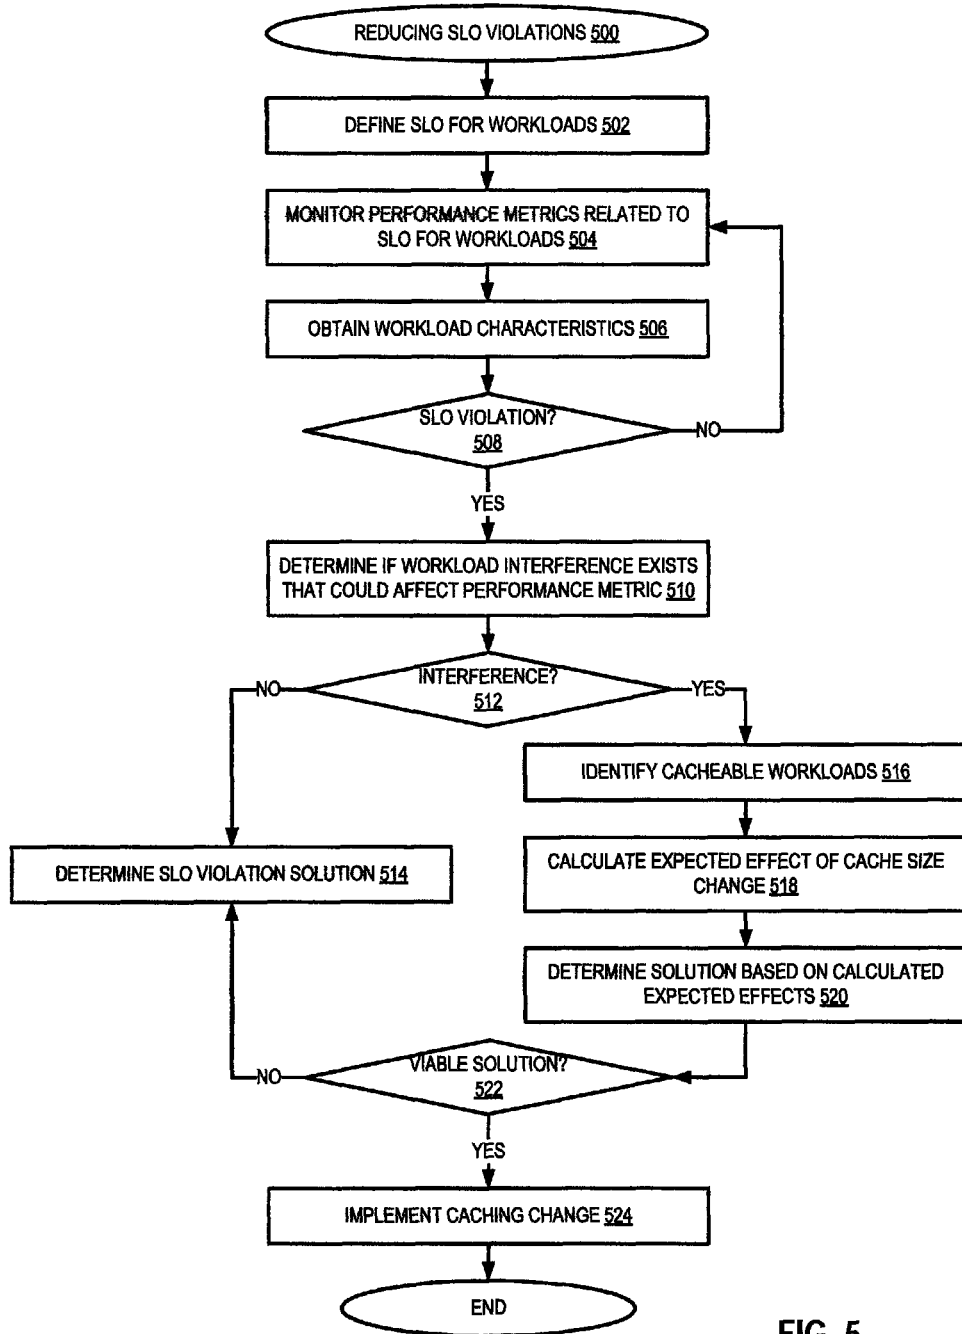 REDUCING SLO VIOLATIONS 500
DEFINE SLO FOR WORKLOADS 502
MONITOR PERFORMANCE METRICS RELATED TO
SLO FOR WORKLOADS 504
OBTAIN WORKLOAD CHARACTERISTICS 506
SLO VIOLATION?
508
NO
YES
DETERMINE IF WORKLOAD INTERFERENCE EXISTS
THAT COULD AFFECT PERFORMANCE METRIC 510
INTERFERENCE?
512
NO
YES
IDENTIFY CACHEABLE WORKLOADS 516
CALCULATE EXPECTED EFFECT OF CACHE SIZE
CHANGE 518
DETERMINE SLO VIOLATION SOLUTION 514
DETERMINE SOLUTION BASED ON CALCULATED
EXPECTED EFFECTS 520
VIABLE SOLUTION?
522
NO
YES
IMPLEMENT CACHING CHANGE 524
END
FIG. 5